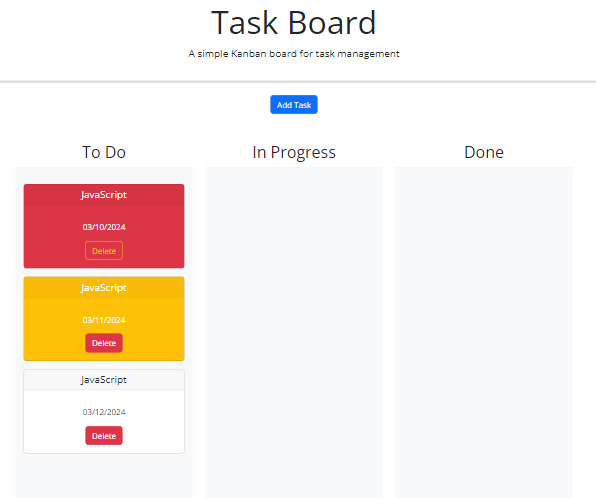 Task Board
A simple Kanban board for task management
Add Task
To Do
In Progress
Done
JavaScript
03/10/2024
Delete
JavaScript
03/11/2024
Delete
JavaScript
03/12/2024
Delete